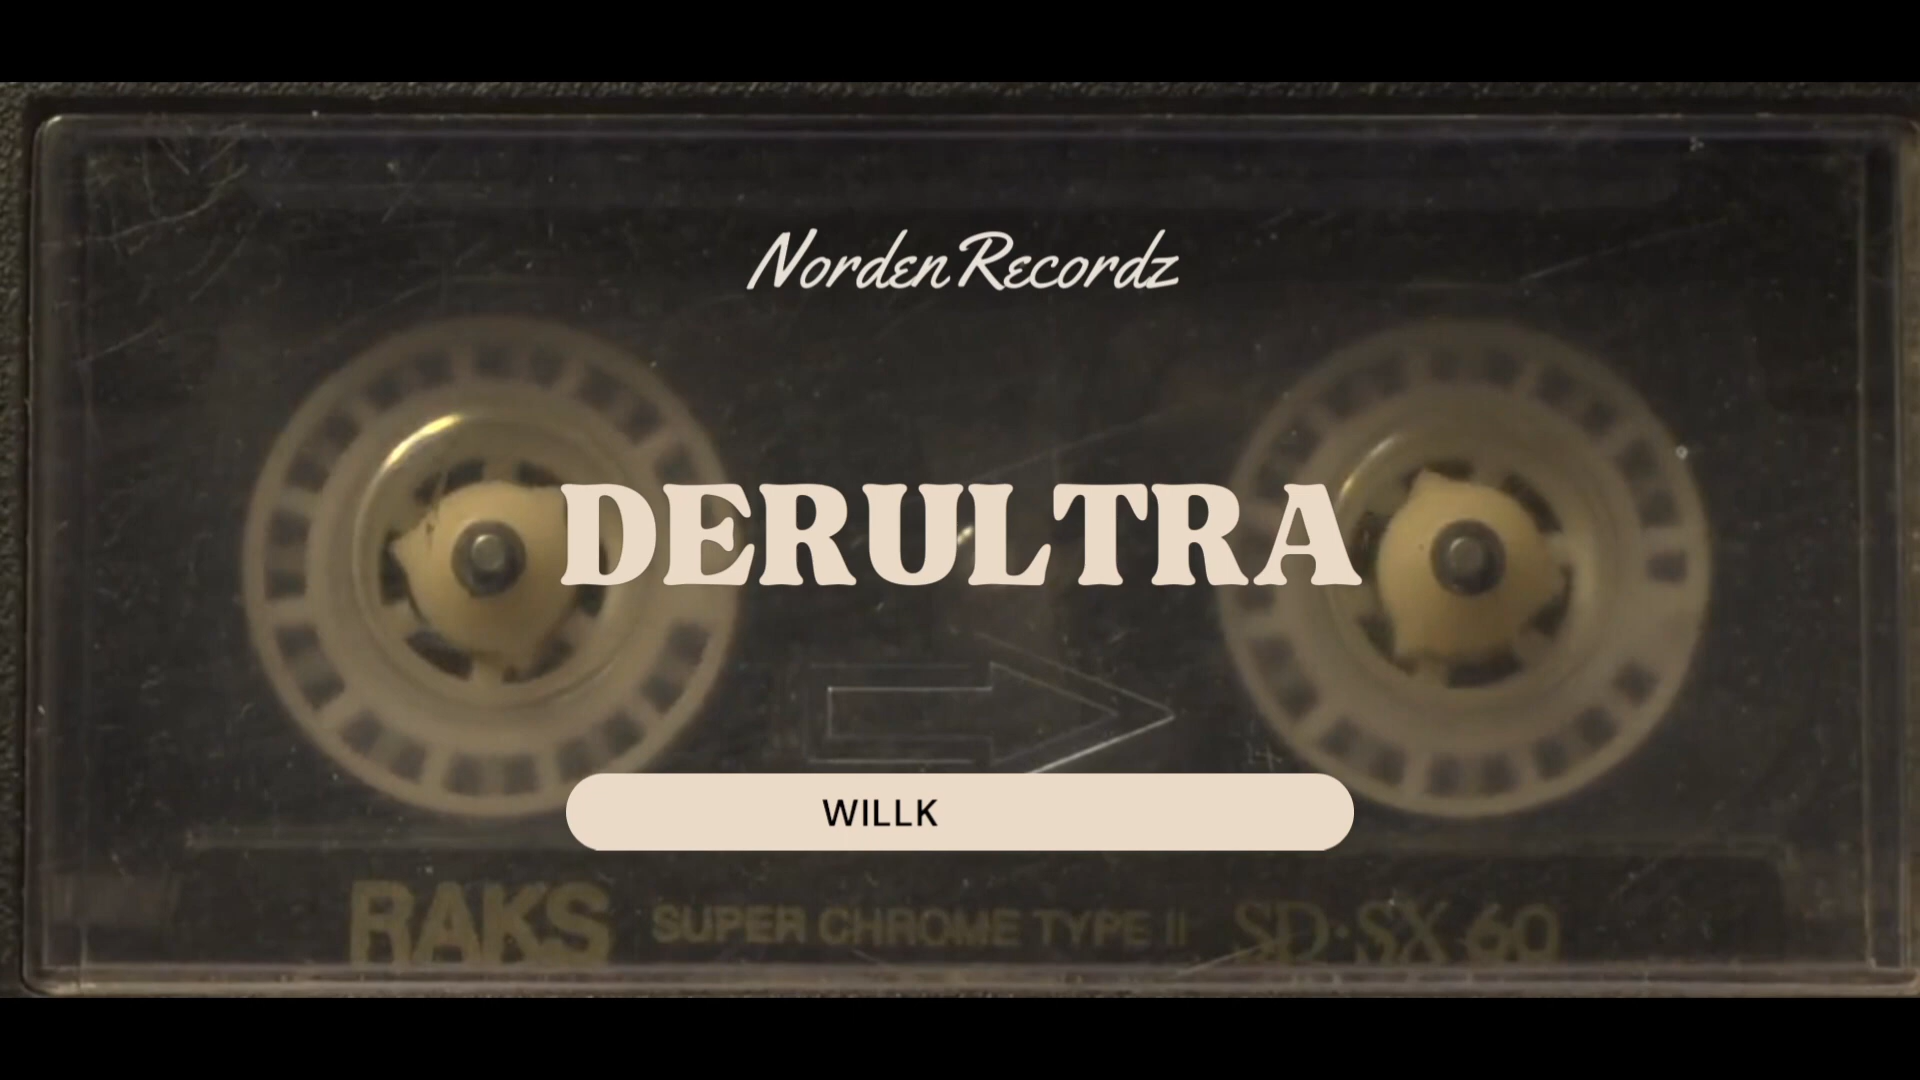 Norden Recordz
DERULTRA
WILLK
RAKS SUPER CHROME TYPE II SD·SX 60